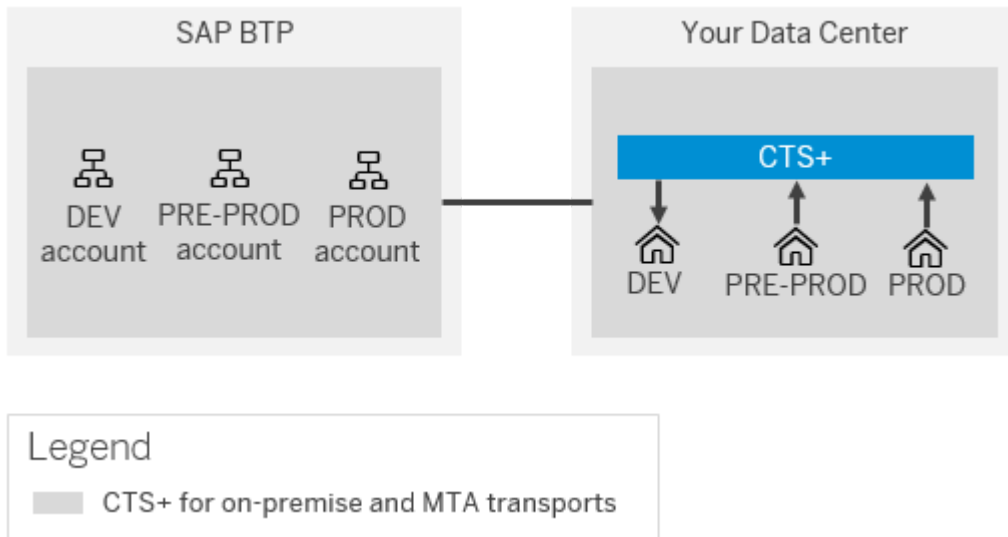 SAP BTP
DEV
account
PRE-PROD
account
PROD
account
Your Data Center
CTS+
DEV
PRE-PROD
PROD
Legend
CTS+ for on-premise and MTA transports